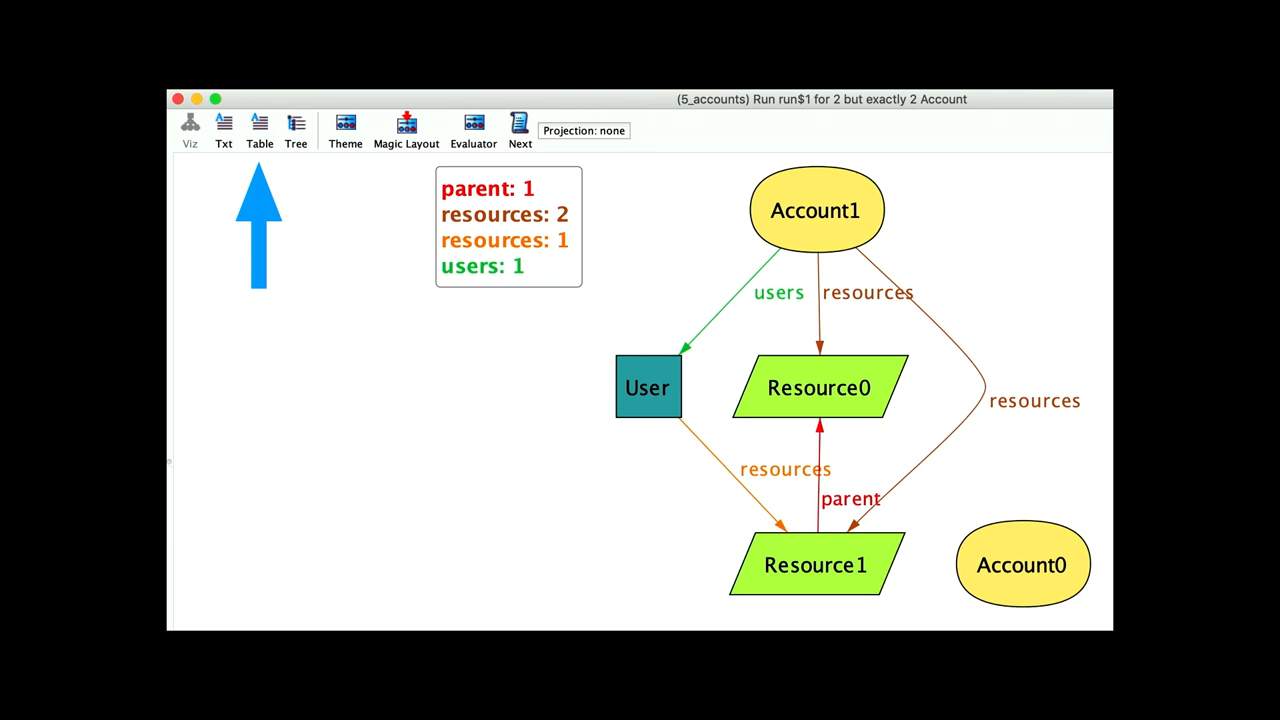 (5_accounts) Run run$1 for 2 but exactly 2 Account
Viz Txt Table Tree Theme Magic Layout Evaluator Next Projection: none
parent: 1
resources: 2
resources: 1
users: 1
Account1
users resources
User Resource0
resources
resources
parent
Resource1 Account0